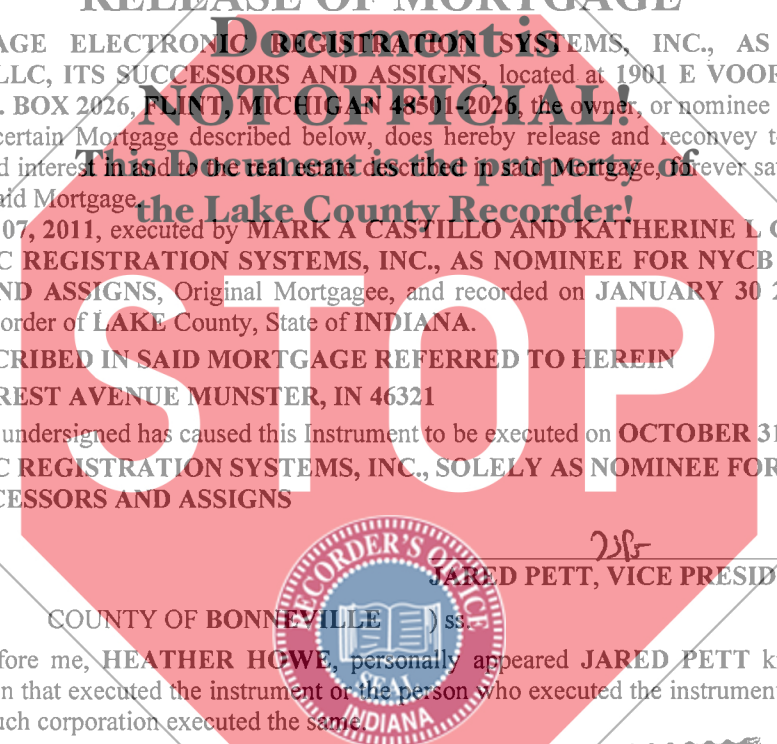 RELEASE OF MORTGAGE
Document is
AGE ELECTRONIC REGISTRATION SYSTEMS, INC., AS
LLC, ITS SUCCESSORS AND ASSIGNS, located at 1901 E VOOR
. BOX 2026, FLINT, MICHIGAN 48501-2026, the owner, or nominee
NOT OFFICIAL!
certain Mortgage described below, does hereby release and reconvey t
d interest in and to the real estate described in said Mortgage, forever sa
This Document is the property of
aid Mortgage.
the Lake County Recorder!
07, 2011, executed by MARK A CASTILLO AND KATHERINE L C
C REGISTRATION SYSTEMS, INC., AS NOMINEE FOR NYCB
ND ASSIGNS, Original Mortgagee, and recorded on JANUARY 30 2
order of LAKE County, State of INDIANA.
CRIBED IN SAID MORTGAGE REFERRED TO HEREIN
REST AVENUE MUNSTER, IN 46321
STOP
undersigned has caused this Instrument to be executed on OCTOBER 31
C REGISTRATION SYSTEMS, INC., SOLELY AS NOMINEE FOR
CESSORS AND ASSIGNS
JARED PETT, VICE PRESID
COUNTY OF BONNEVILLE ) ss.
RECORDER'S OFFICE
SEAL
INDIANA
fore me, HEATHER HOWE, personally appeared JARED PETT k
n that executed the instrument or the person who executed the instrumen
uch corporation executed the same.